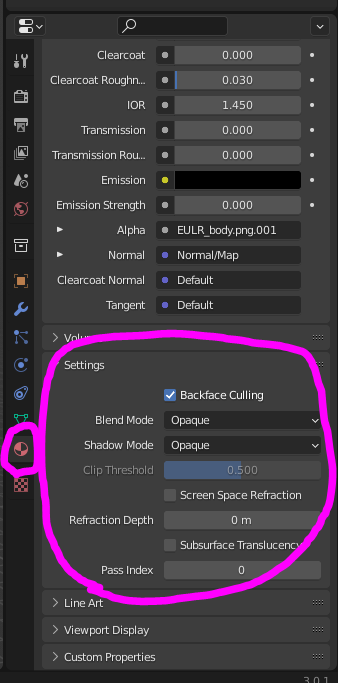 Clearcoat 0.000
Clearcoat Roughn... 0.030
IOR 1.450
Transmission 0.000
Transmission Rou... 0.000
Emission
Emission Strength 0.000
Alpha EULR_body.png.001
Normal Normal/Map
Clearcoat Normal Default
Tangent Default
Settings
Backface Culling
Blend Mode Opaque
Shadow Mode Opaque
Clip Threshold 0.500
Screen Space Refraction
Refraction Depth 0 m
Subsurface Translucency
Pass Index 0
Line Art
Viewport Display
Custom Properties
3.0.1